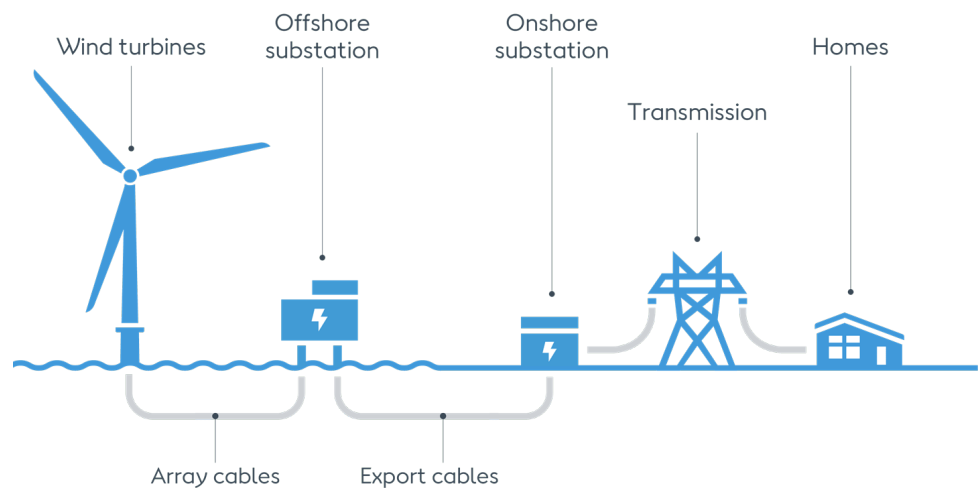 Wind turbines
Offshore
substation
Onshore
substation
Homes
Transmission
Array cables
Export cables